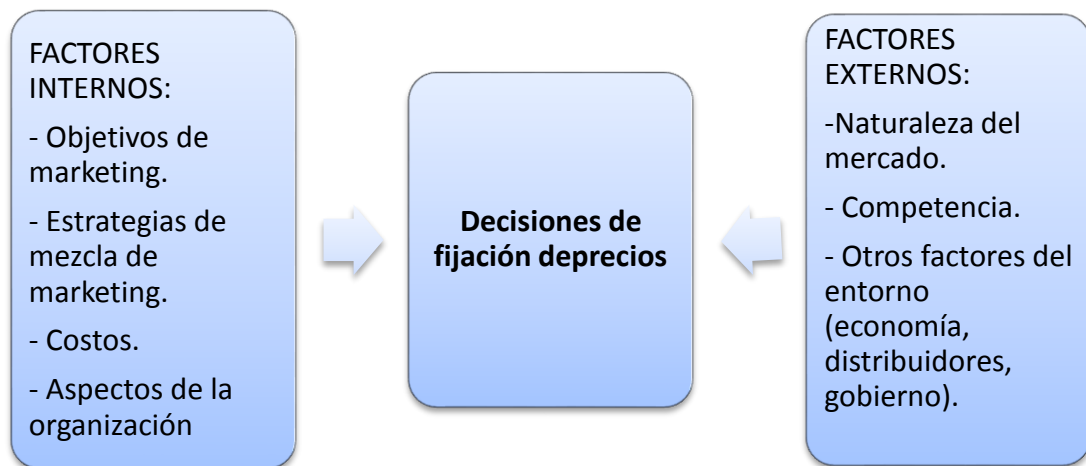 FACTORES
INTERNOS:
- Objetivos de
marketing.
- Estrategias de
mezcla de
marketing.
- Costos.
- Aspectos de la
organización
Decisiones de
fijación deprecios
FACTORES
EXTERNOS:
-Naturaleza del
mercado.
- Competencia.
- Otros factores del
entorno
(economía,
distribuidores,
gobierno).